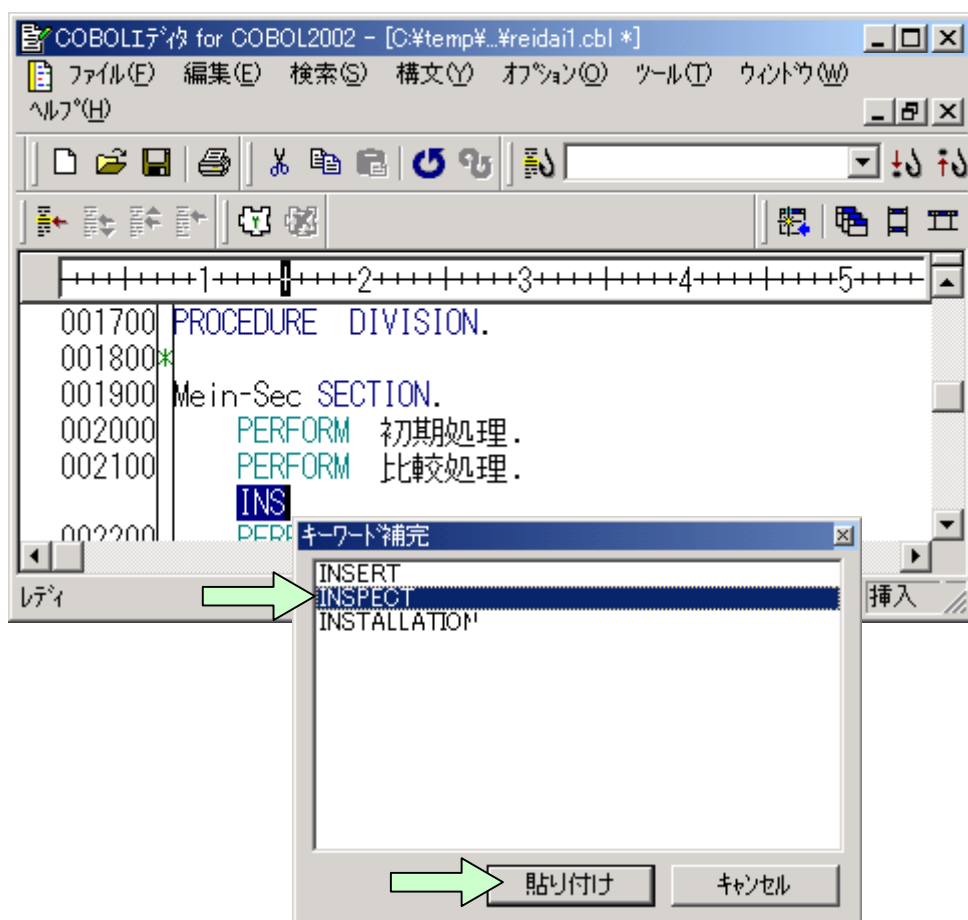 COBOLｴﾃﾞｨﾀ for COBOL2002 - [C:¥temp¥...¥reidai1.cbl *]
ﾌｧｲﾙ(F) 編集(E) 検索(S) 構文(Y) ｵﾌﾟｼｮﾝ(O) ﾂｰﾙ(T) ｳｨﾝﾄﾞｳ(W)
ﾍﾙﾌﾟ(H)
++++|++++1++++ ++++2++++|++++3++++|++++4++++|++++5++++
001700 PROCEDURE DIVISION.
001800*
001900 Mein-Sec SECTION.
002000 PERFORM 初期処理.
002100 PERFORM 比較処理.
INS
002200 PERF
キーワード補完
INSERT
INSPECT
INSTALLATION
ﾚﾃﾞｨ
挿入
貼り付け ｷｬﾝｾﾙ